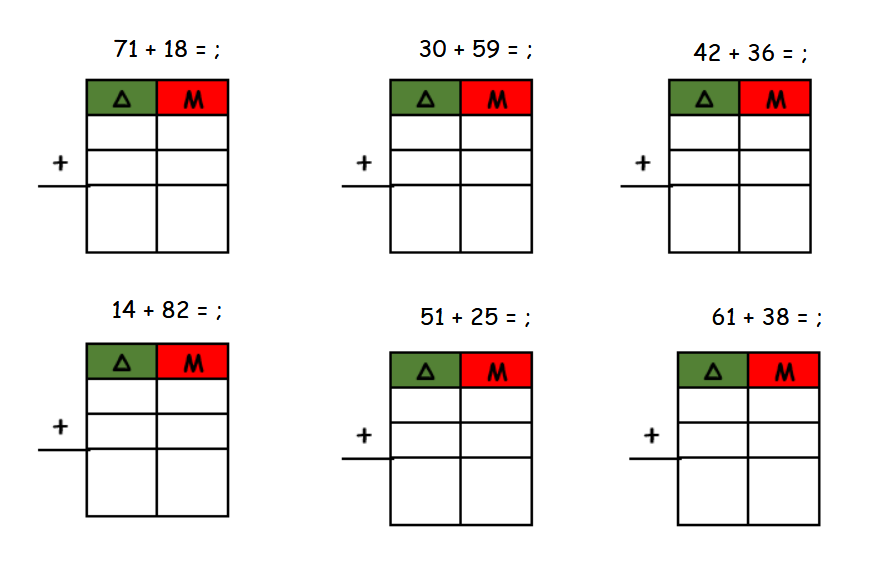 71 + 18 = ;
30 + 59 = ;
42 + 36 = ;
Δ Μ
Δ Μ
Δ Μ
+
+
+
14 + 82 = ;
51 + 25 = ;
61 + 38 = ;
Δ Μ
Δ Μ
Δ Μ
+
+
+